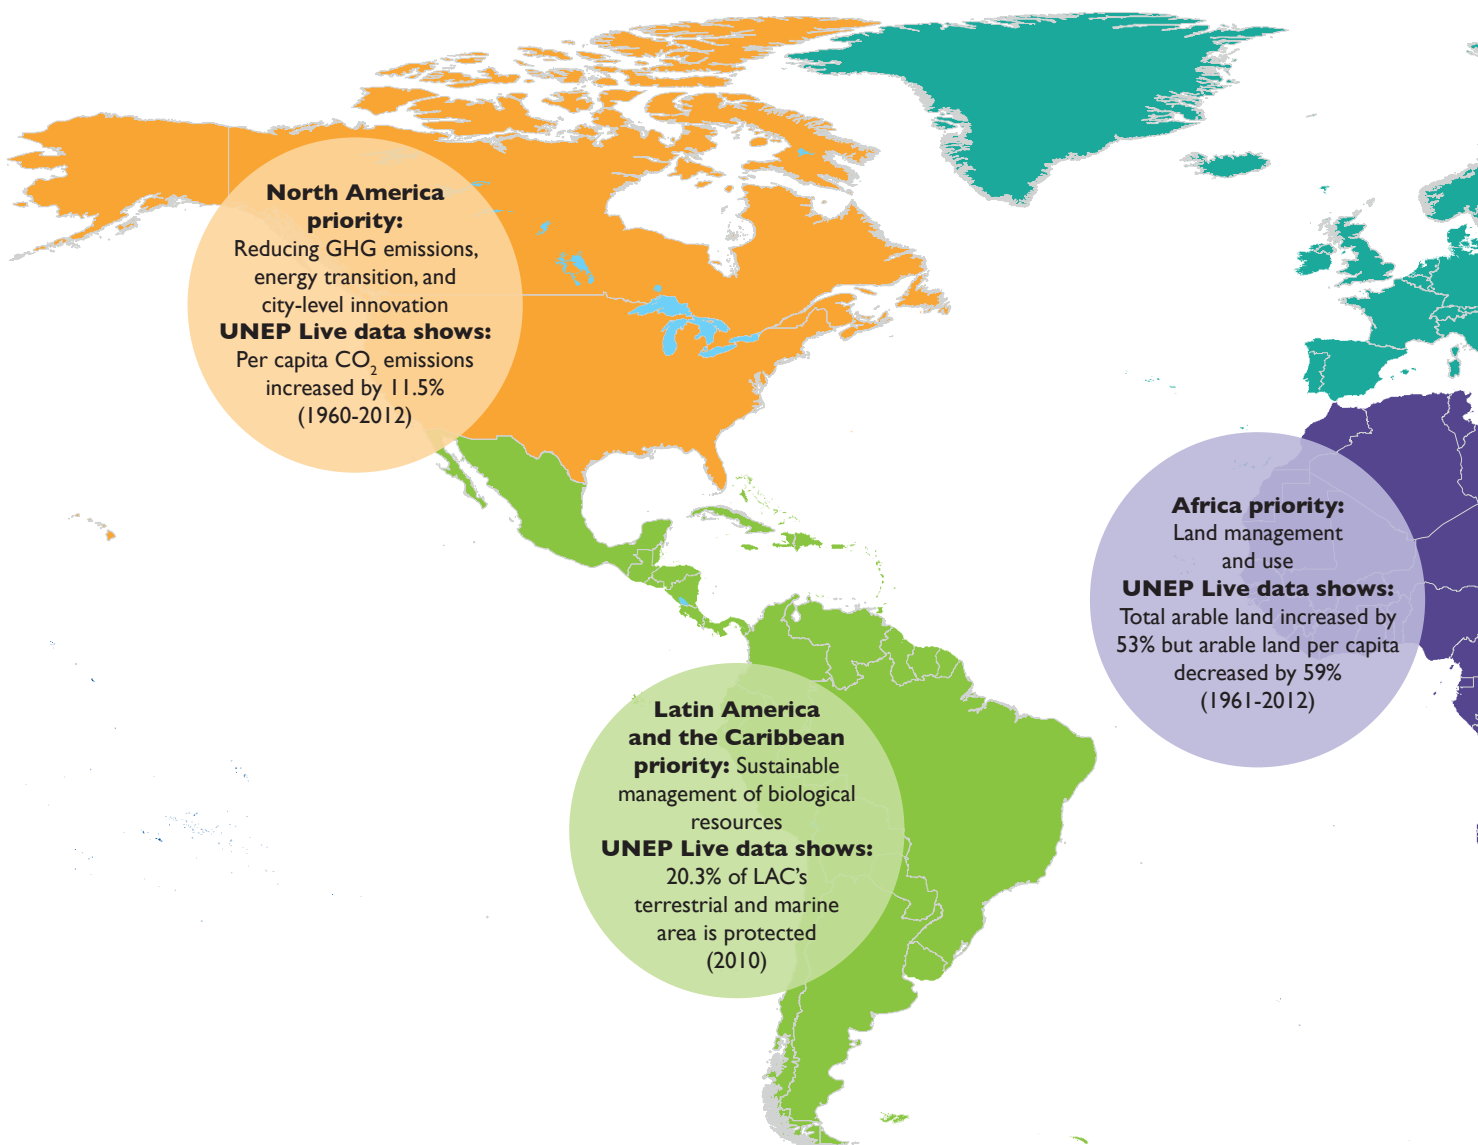 North America
priority:
Reducing GHG emissions,
energy transition, and
city-level innovation
UNEP Live data shows:
Per capita CO₂ emissions
increased by 11.5%
(1960-2012)
Africa priority:
Land management
and use
UNEP Live data shows:
Total arable land increased by
53% but arable land per capita
decreased by 59%
(1961-2012)
Latin America
and the Caribbean
priority: Sustainable
management of biological
resources
UNEP Live data shows:
20.3% of LAC’s
terrestrial and marine
area is protected
(2010)